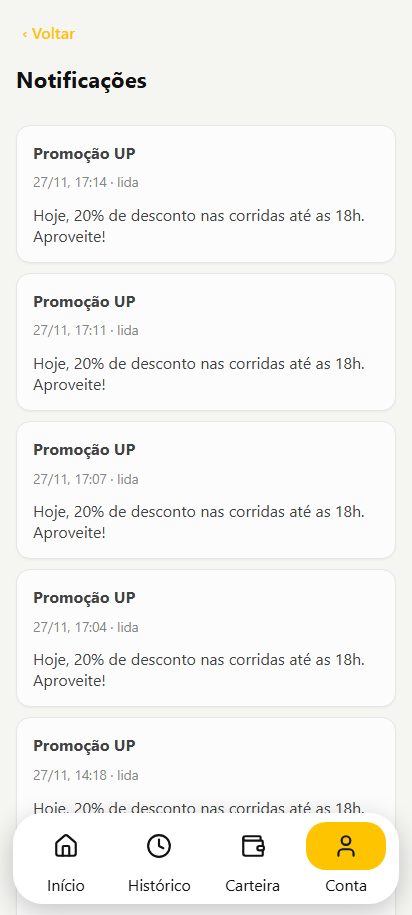 ‹ Voltar
Notificações
Promoção UP
27/11, 17:14 · lida
Hoje, 20% de desconto nas corridas até as 18h.
Aproveite!
Promoção UP
27/11, 17:11 · lida
Hoje, 20% de desconto nas corridas até as 18h.
Aproveite!
Promoção UP
27/11, 17:07 · lida
Hoje, 20% de desconto nas corridas até as 18h.
Aproveite!
Promoção UP
27/11, 17:04 · lida
Hoje, 20% de desconto nas corridas até as 18h.
Aproveite!
Promoção UP
27/11, 14:18 · lida
Hoje, 20% de desconto nas corridas até as 18h.
Início Histórico Carteira Conta